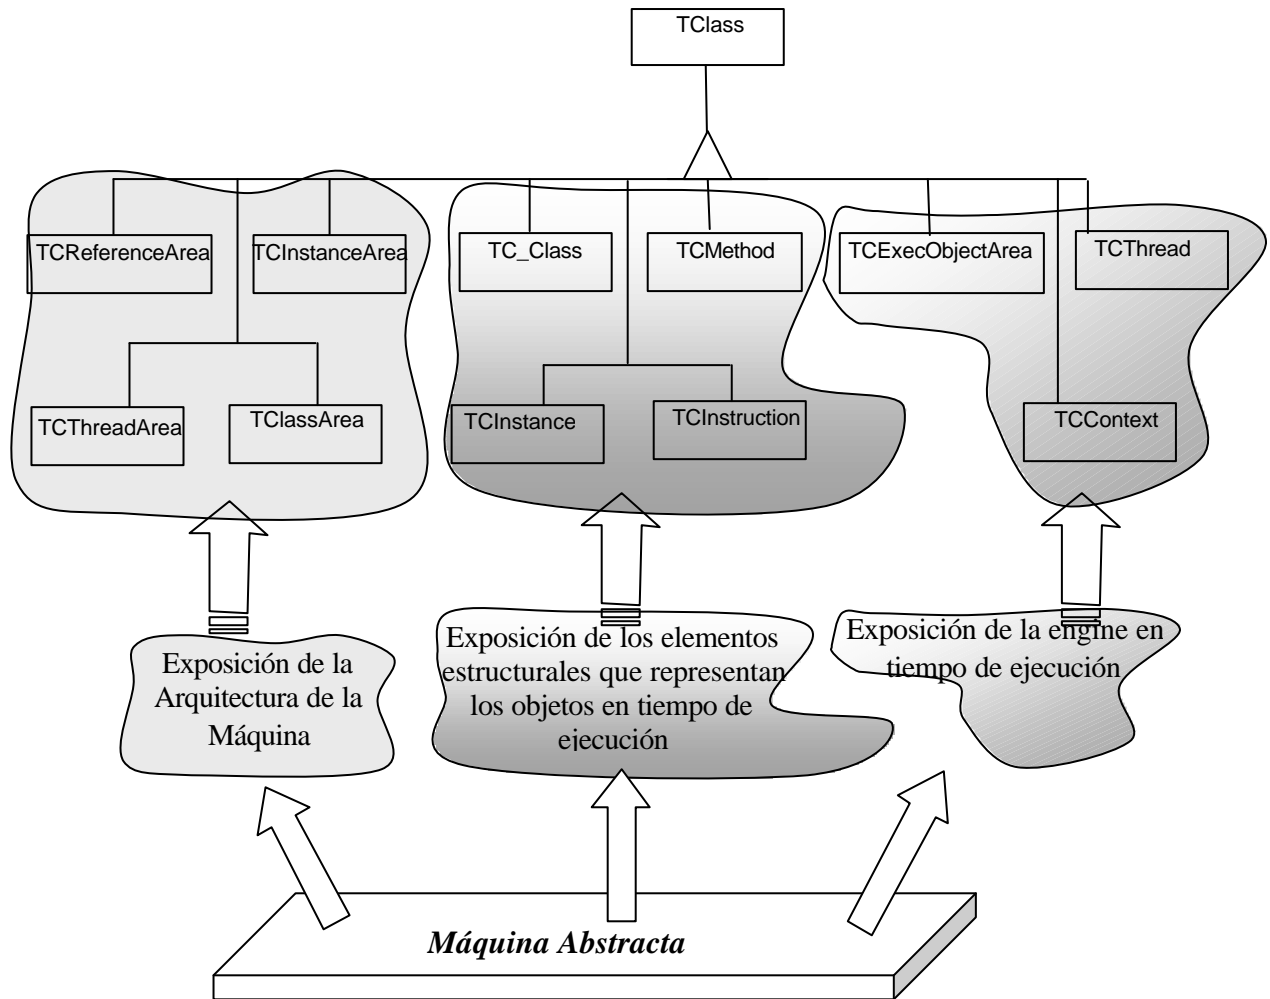 TClass
TCReferenceArea
TCInstanceArea
TC_Class
TCMethod
TCExecObjectArea
TCThread
TCThreadArea
TClassArea
TCInstance
TCInstruction
TCContext
Exposición de la
Arquitectura de la
Máquina
Exposición de los elementos
estructurales que representan
los objetos en tiempo de
ejecución
Exposición de la engine en
tiempo de ejecución
Máquina Abstracta